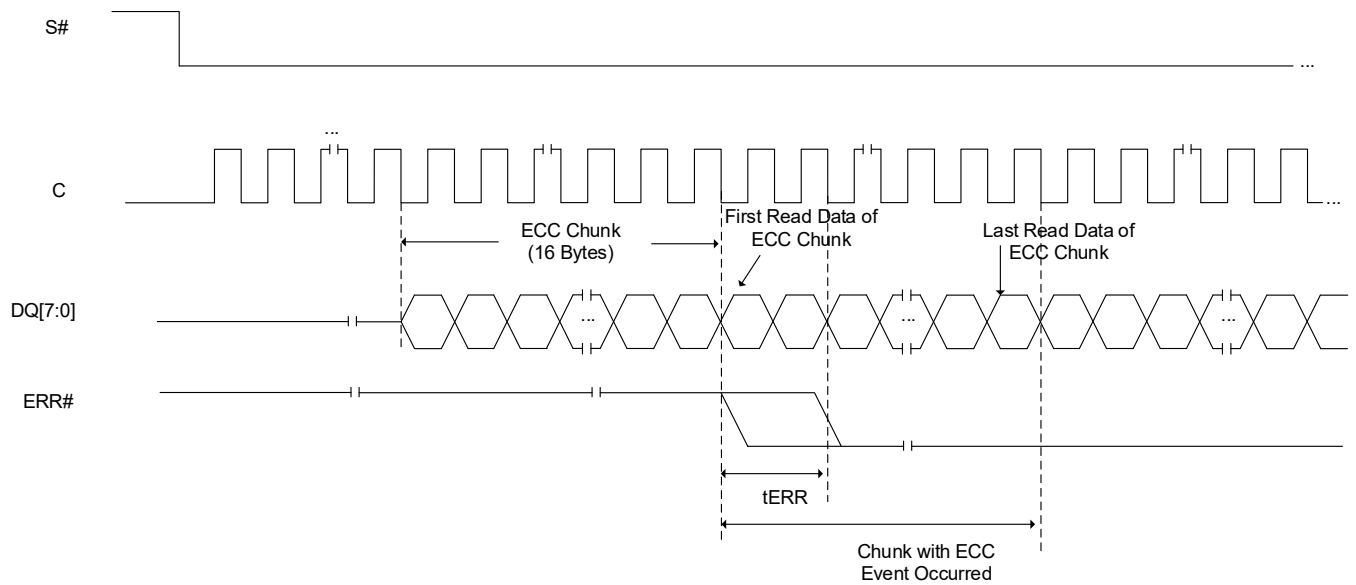 S#
...
...
C
...
ECC Chunk
(16 Bytes)
First Read Data of
ECC Chunk
Last Read Data of
ECC Chunk
DQ[7:0]
...
...
...
ERR#
tERR
Chunk with ECC
Event Occurred